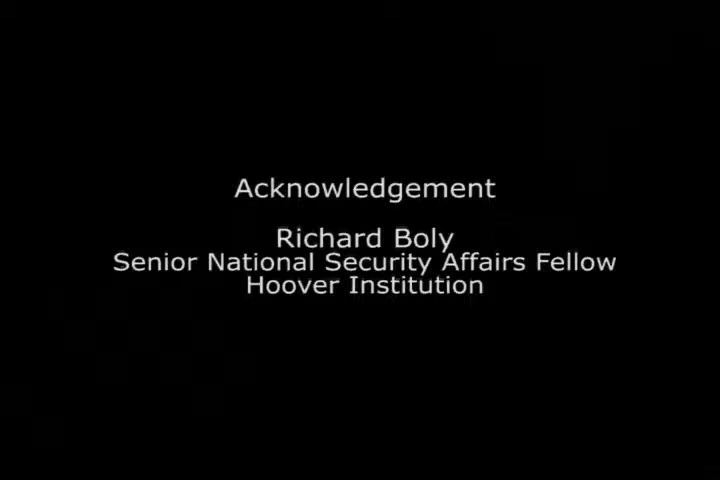 Acknowledgement
Richard Boly
Senior National Security Affairs Fellow
Hoover Institution